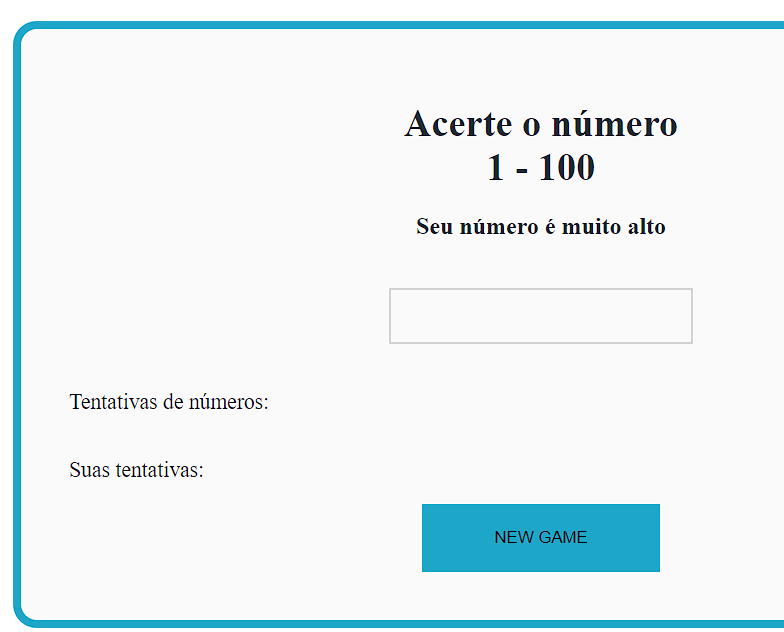 Acerte o número
1 - 100
Seu número é muito alto
Tentativas de números:
Suas tentativas:
NEW GAME